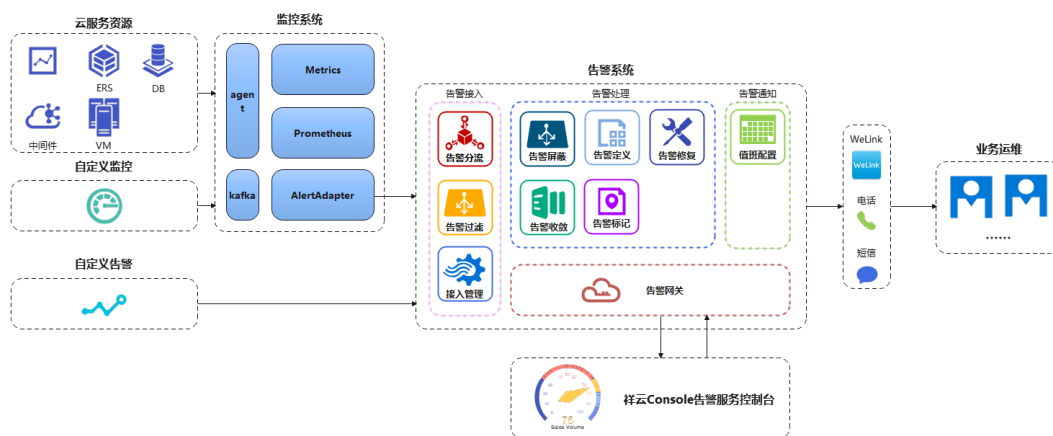 云服务资源
ERS
DB
中间件
VM
自定义监控
自定义告警
监控系统
agen
t
Metrics
Prometheus
kafka
AlertAdapter
告警系统
告警接入
告警分流
告警过滤
接入管理
告警处理
告警屏蔽
告警定义
告警修复
告警收敛
告警标记
告警通知
值班配置
告警网关
75
Sales Volume
祥云Console告警服务控制台
WeLink
WeLink
电话
短信
业务运维
......